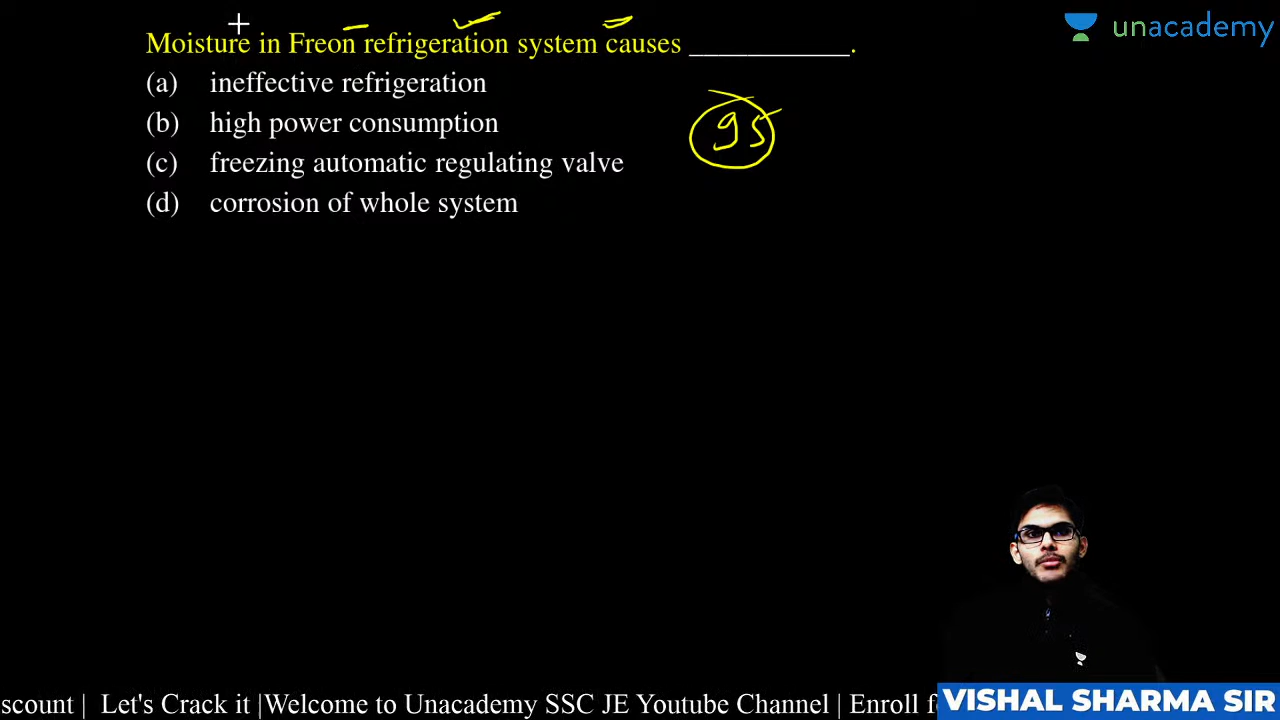 unacademy
Moisture in Freon refrigeration system causes ___________.
(a) ineffective refrigeration
(b) high power consumption
(c) freezing automatic regulating valve
(d) corrosion of whole system
95
scount | Let's Crack it |Welcome to Unacademy SSC JE Youtube Channel | Enroll f
VISHAL SHARMA SIR